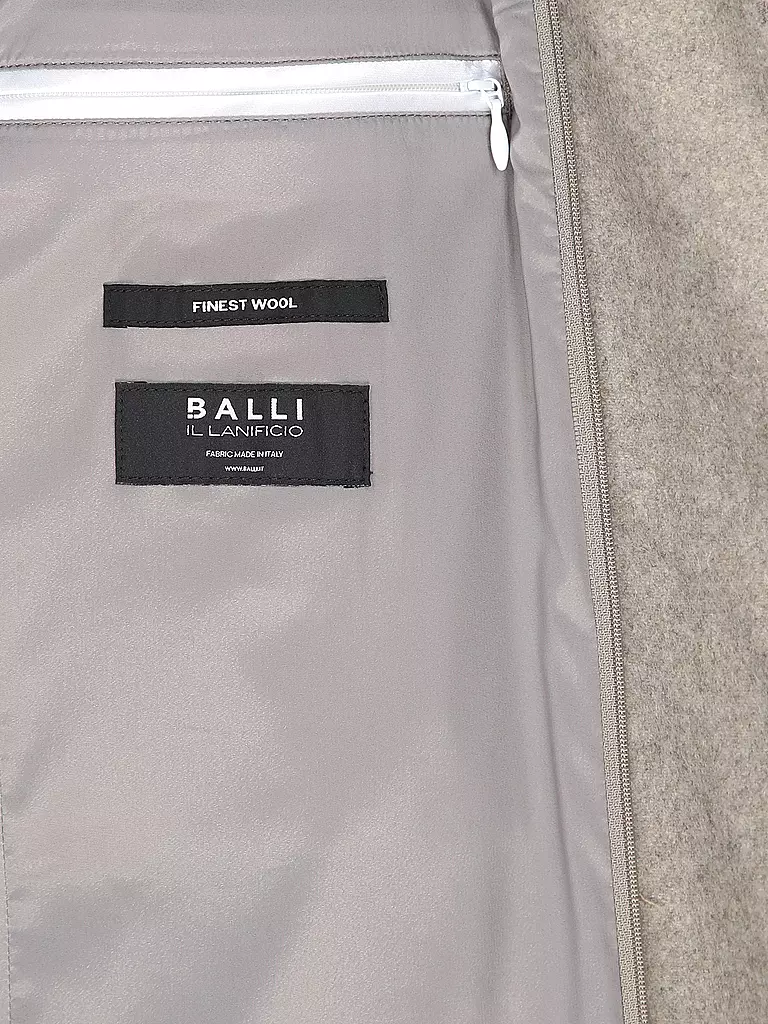 FINEST WOOL
BALLI
IL LANIFICIO
FABRIC MADE IN ITALY
WWW.BALLI.IT